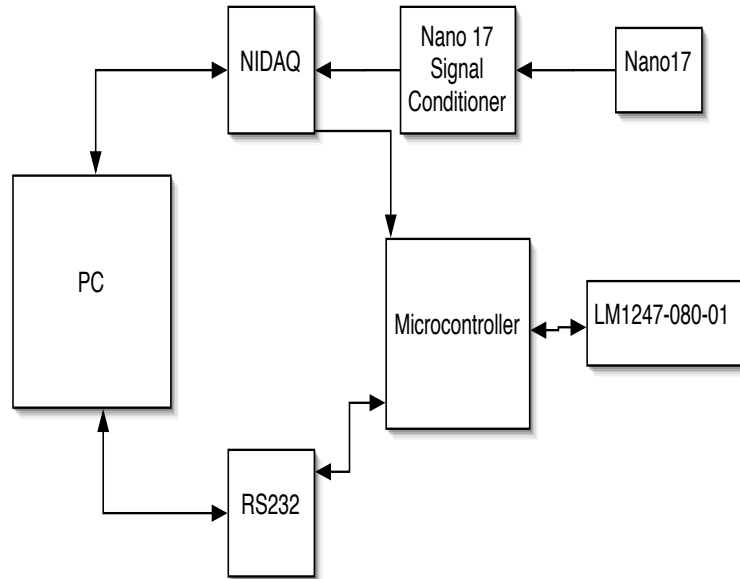 NIDAQ
Nano 17
Signal
Conditioner
Nano17
PC
Microcontroller
LM1247-080-01
RS232